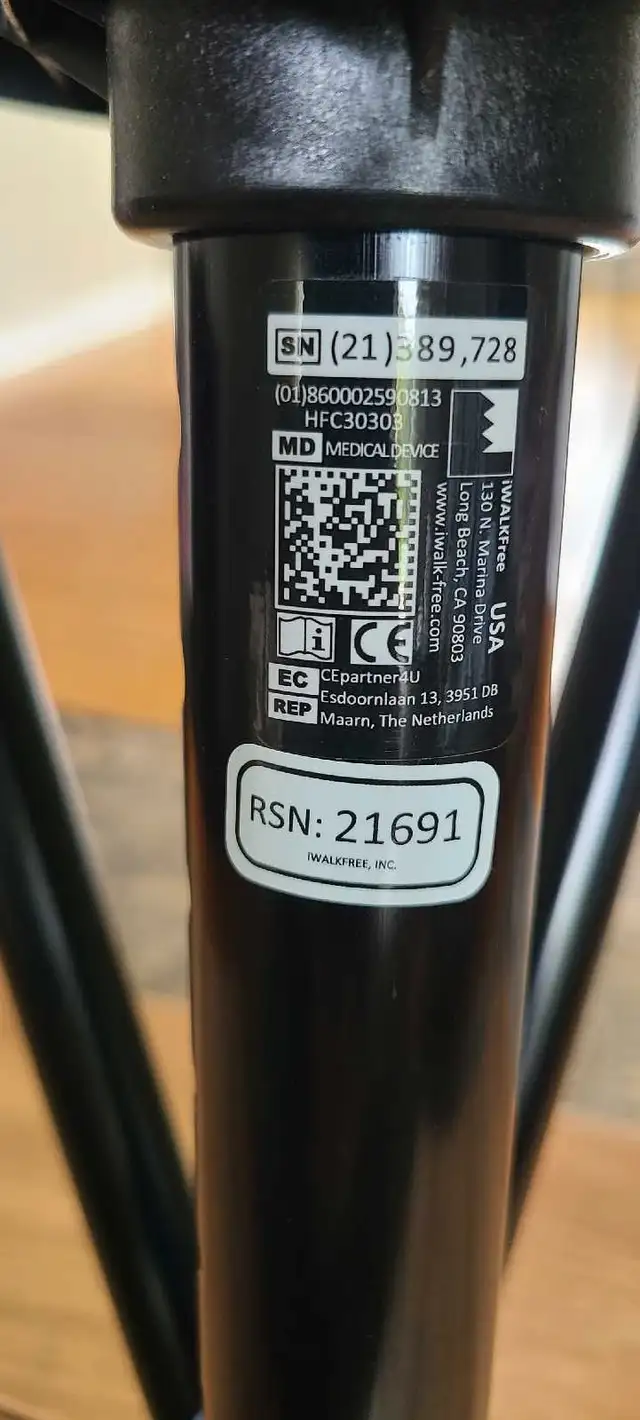 SN (21)389,728
(01)860002590813
HFC30303
MD MEDICAL DEVICE
iWALKFree USA
130 N. Marina Drive
Long Beach, CA 90803
www.iwalk-free.com
i
CE
EC REP
CEpartner4U
Esdoornlaan 13, 3951 DB
Maarn, The Netherlands
RSN: 21691
IWALKFREE, INC.